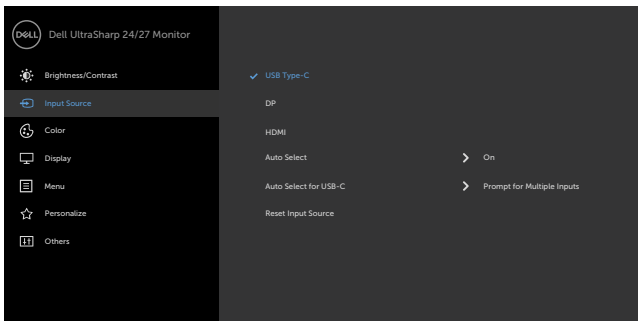 DELL Dell UltraSharp 24/27 Monitor
Brightness/Contrast
USB Type-C
Input Source
DP
Color
HDMI
Display
Auto Select
On
Menu
Auto Select for USB-C
Prompt for Multiple Inputs
Personalize
Reset Input Source
Others